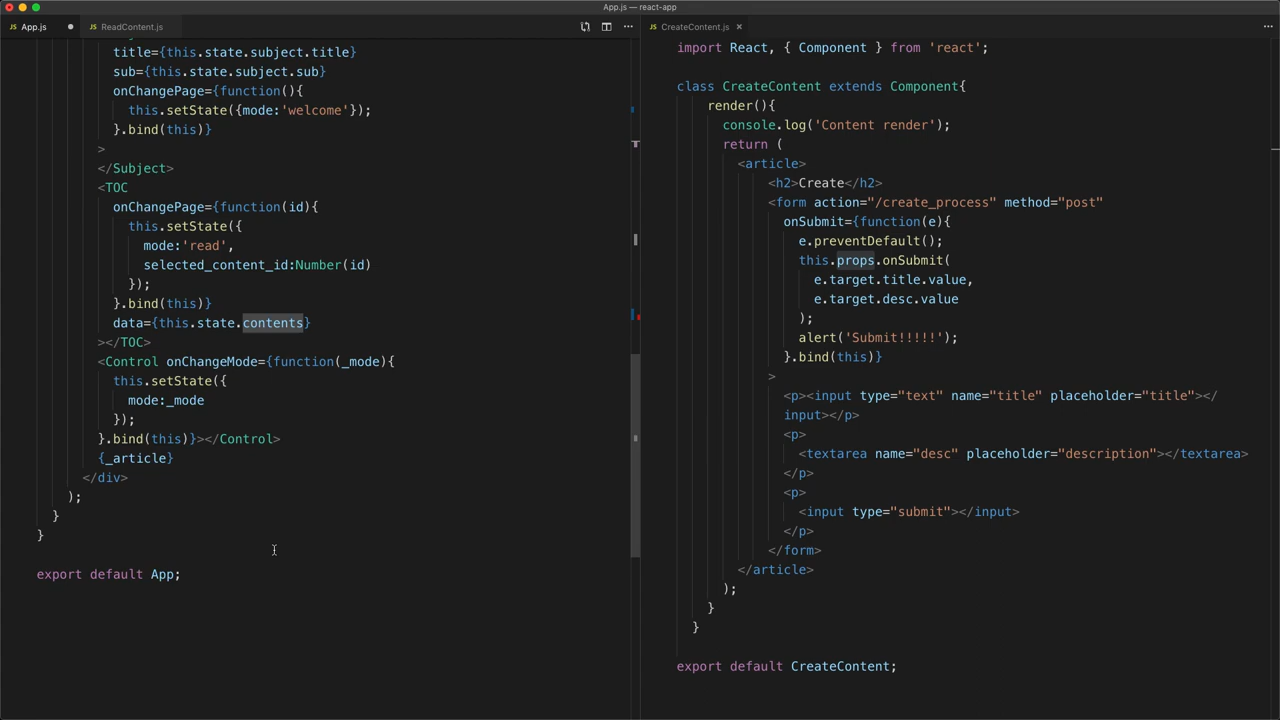 App.js — react-app
JS App.js
JS ReadContent.js
title={this.state.subject.title}
sub={this.state.subject.sub}
onChangePage={function(){
this.setState({mode:'welcome'});
}.bind(this)}
>
</Subject>
<TOC
onChangePage={function(id){
this.setState({
mode:'read',
selected_content_id:Number(id)
});
}.bind(this)}
data={this.state.contents}
></TOC>
<Control onChangeMode={function(_mode){
this.setState({
mode:_mode
});
}.bind(this)}></Control>
{_article}
</div>
);
}
}
export default App;
JS CreateContent.js ×
import React, { Component } from 'react';
class CreateContent extends Component{
render(){
console.log('Content render');
return (
<article>
<h2>Create</h2>
<form action="/create_process" method="post"
onSubmit={function(e){
e.preventDefault();
this.props.onSubmit(
e.target.title.value,
e.target.desc.value
);
alert('Submit!!!!!');
}.bind(this)}
>
<p><input type="text" name="title" placeholder="title"></
input></p>
<p>
<textarea name="desc" placeholder="description"></textarea>
</p>
<p>
<input type="submit"></input>
</p>
</form>
</article>
);
}
}
export default CreateContent;